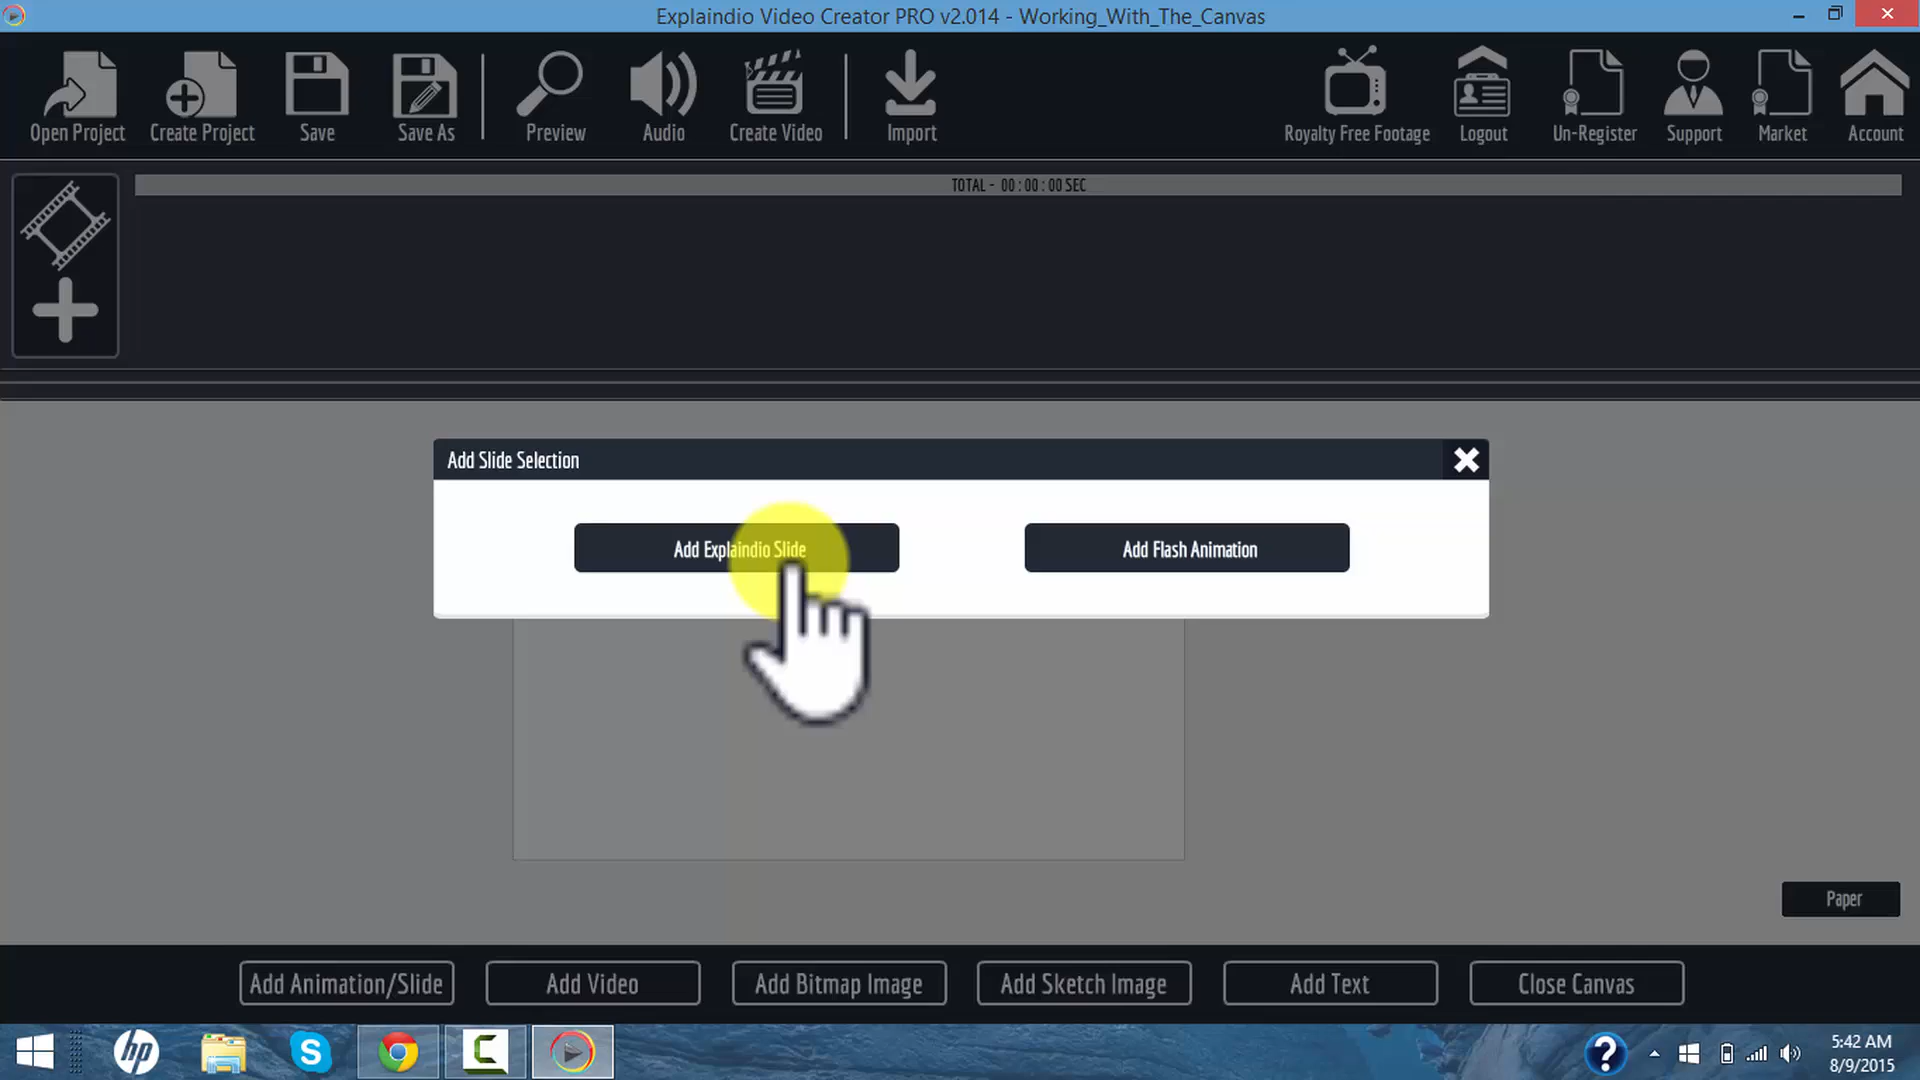 Explaindio Video Creator PRO v2.014 - Working_With_The_Canvas
Open Project
Create Project
Save
Save As
Preview
Audio
Create Video
Import
Royalty Free Footage
Logout
Un-Register
Support
Market
Account
TOTAL - 00 : 00 : 00 SEC
Add Slide Selection
Add Explaindio Slide
Add Flash Animation
Paper
Add Animation/Slide
Add Video
Add Bitmap Image
Add Sketch Image
Add Text
Close Canvas
hp
S
C
?
5:42 AM
8/9/2015